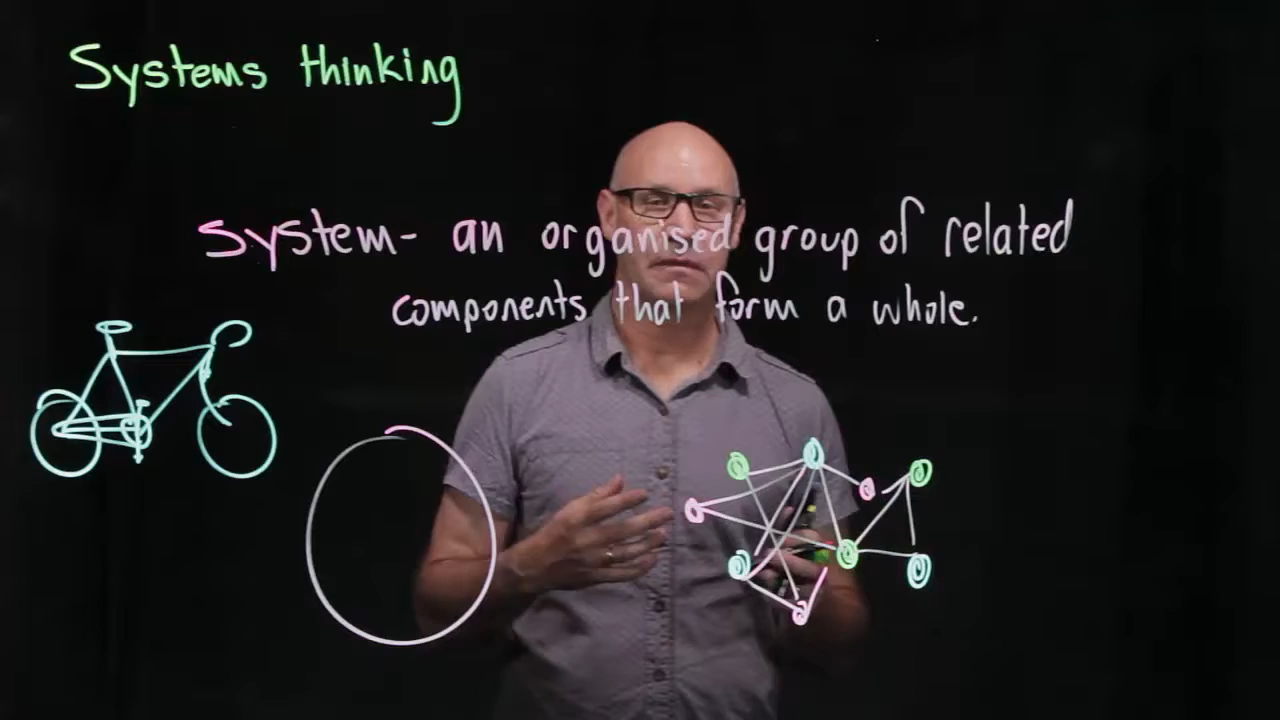 Systems thinking
System- an organised group of related
components that form a whole.